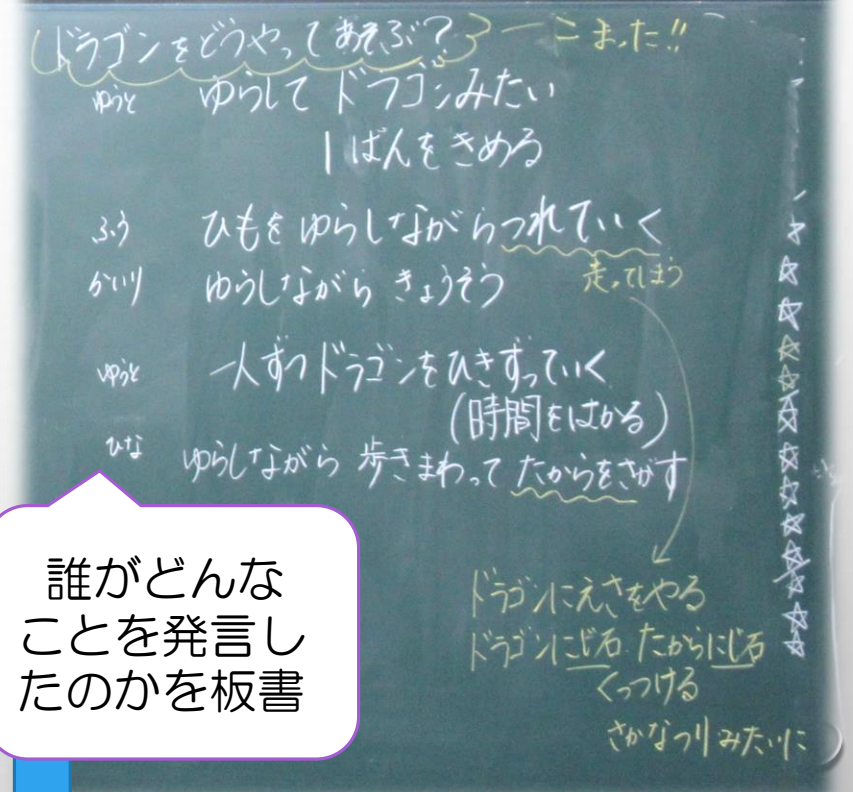 ドラゴンをどうやってあそぶ？ ― こまった!!
ゆうと ゆらして ドラゴンみたい
1ばんをきめる
ふう ひもをゆらしながらつれていく
かいり ゆらしながら きょうそう 走ってしまう
ゆうと 一人ずつドラゴンをひきずっていく
(時間をはかる)
ひな ゆらしながら 歩きまわって たからをさがす
誰がどんな
ことを発言し
たのかを板書
ドラゴンにえさをやる
ドラゴンにじ石 たからにじ石
くっつける
さかなつりみたいに